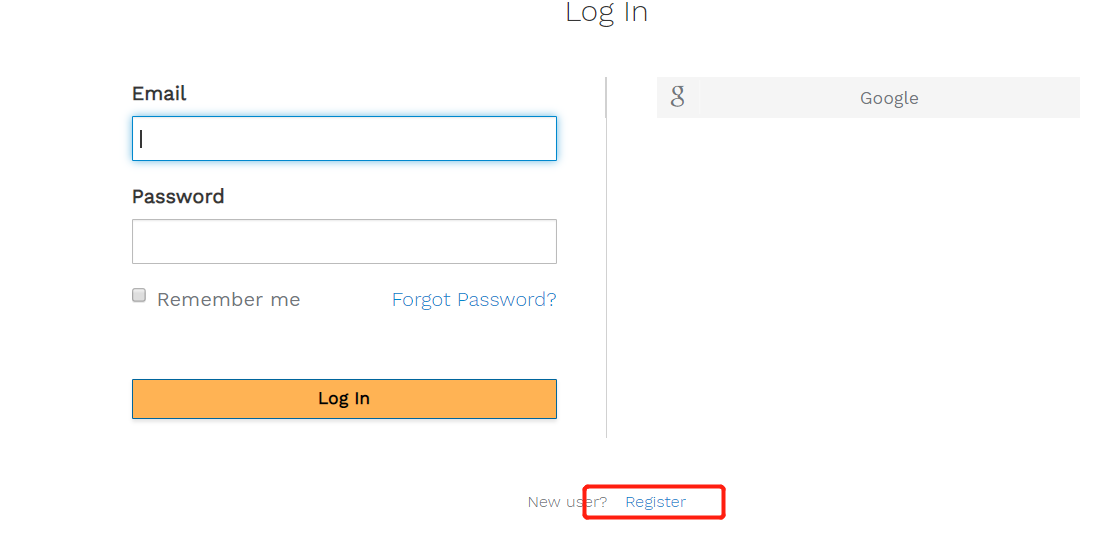 Log In
Email
Password
Remember me
Forgot Password?
Log In
g
Google
New user? Register